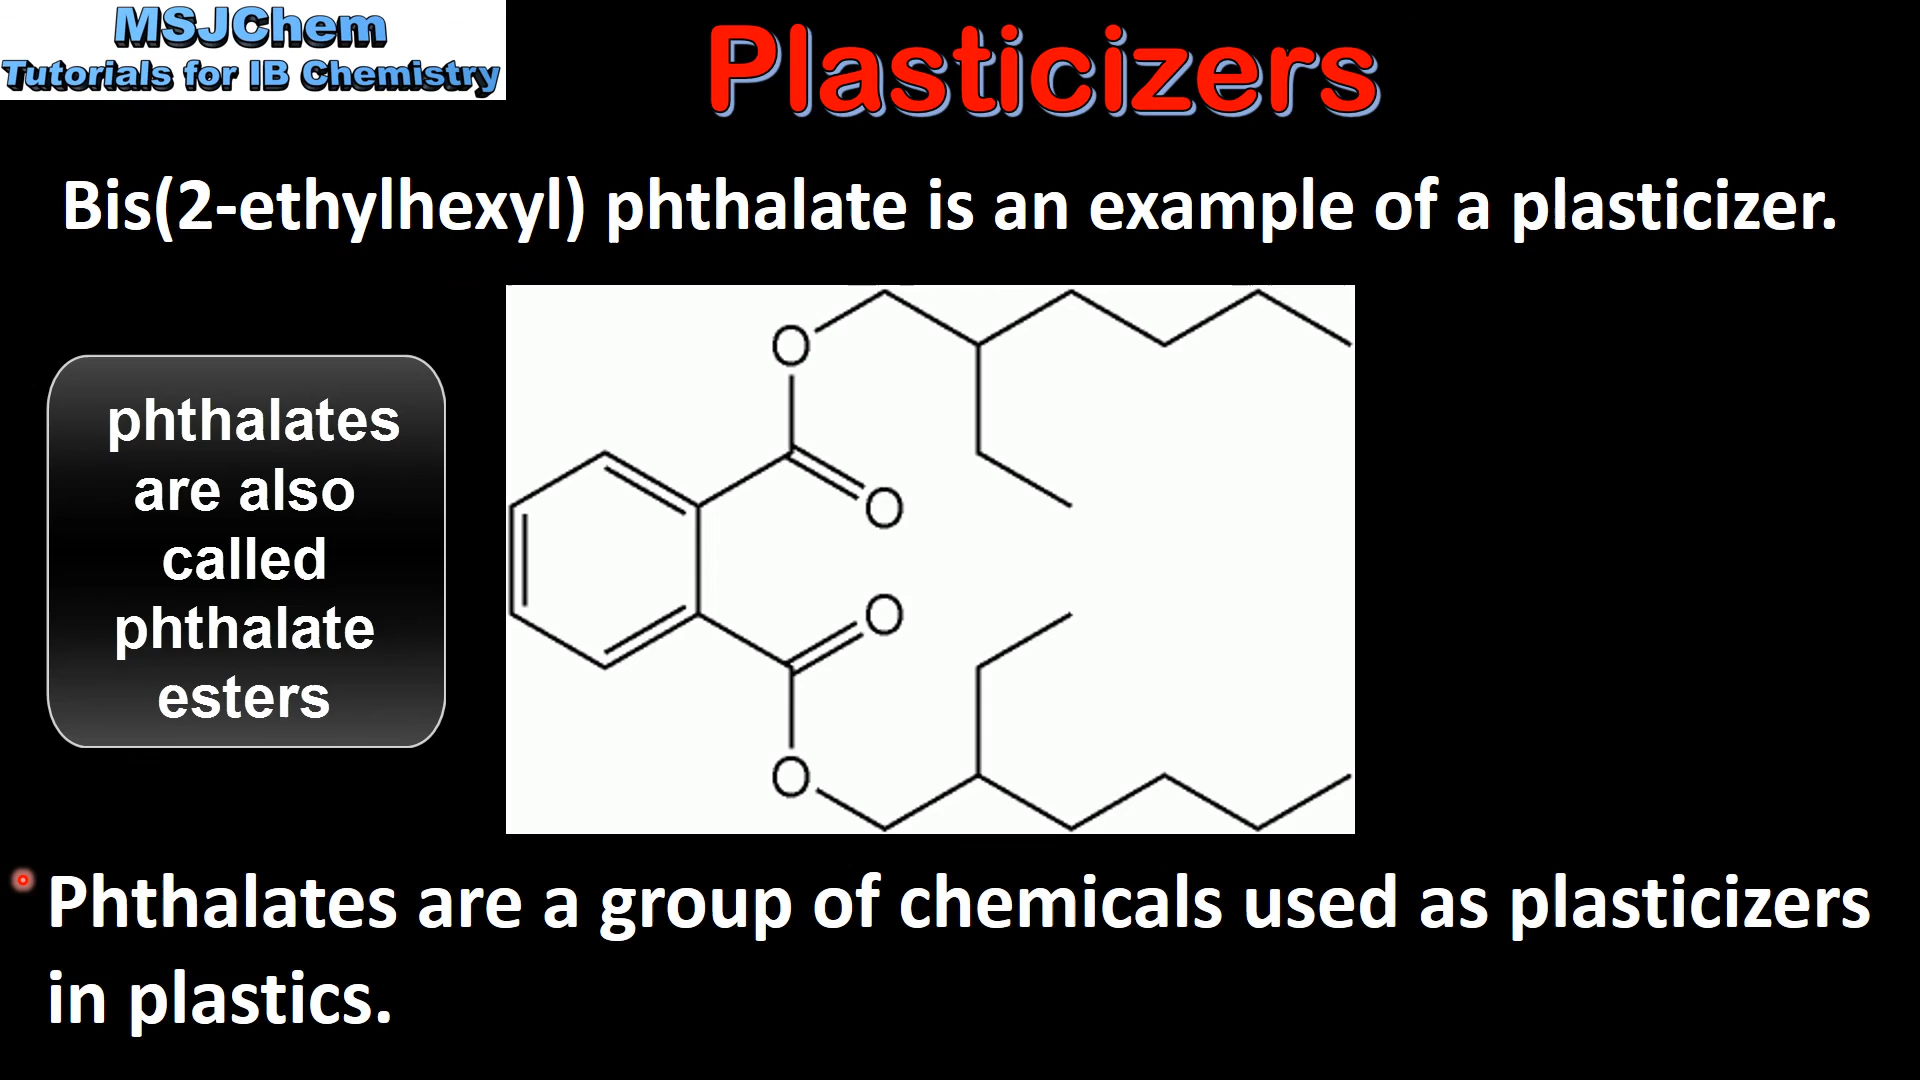 MSJChem
Tutorials for IB Chemistry
Plasticizers
Bis(2-ethylhexyl) phthalate is an example of a plasticizer.
phthalates
are also
called
phthalate
esters
O
O
O
O
Phthalates are a group of chemicals used as plasticizers
in plastics.